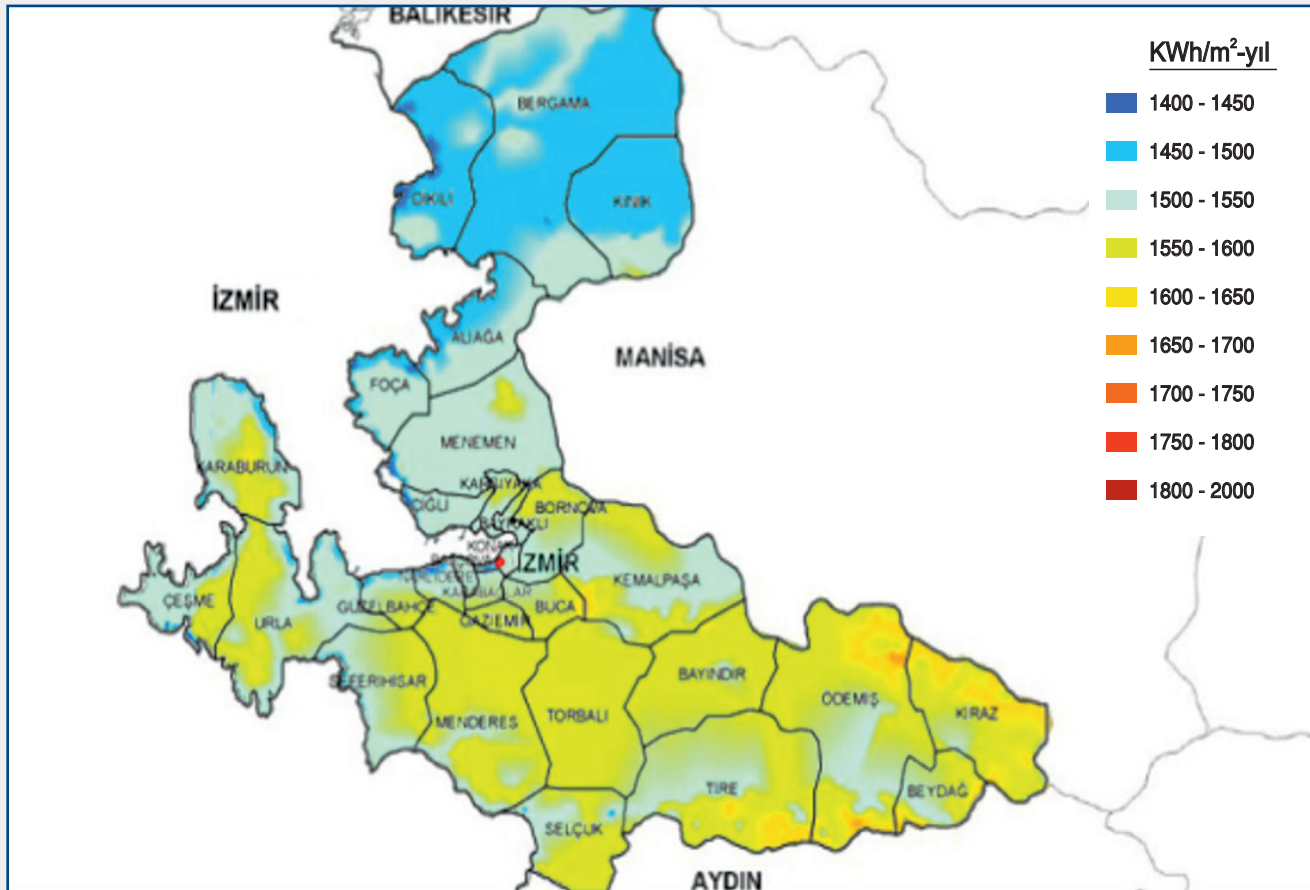 BALIKESİR
KWh/m²-yıl
1400 - 1450
1450 - 1500
1500 - 1550
1550 - 1600
1600 - 1650
1650 - 1700
1700 - 1750
1750 - 1800
1800 - 2000
BERGAMA
DİKİLİ
KINIK
İZMİR
ALİAĞA
MANİSA
FOÇA
MENEMEN
KARABURUN
KARŞIYAKA
ÇİĞLİ
BORNOVA
BAYRAKLI
KONAK
İZMİR
NARLIDERE
KEMALPAŞA
KARABAĞLAR
ÇEŞME
GÜZELBAHÇE
BUCA
URLA
GAZİEMİR
SEFERİHİSAR
BAYINDIR
ÖDEMİŞ
MENDERES
TORBALI
KİRAZ
TİRE
BEYDAĞ
SELÇUK
AYDIN